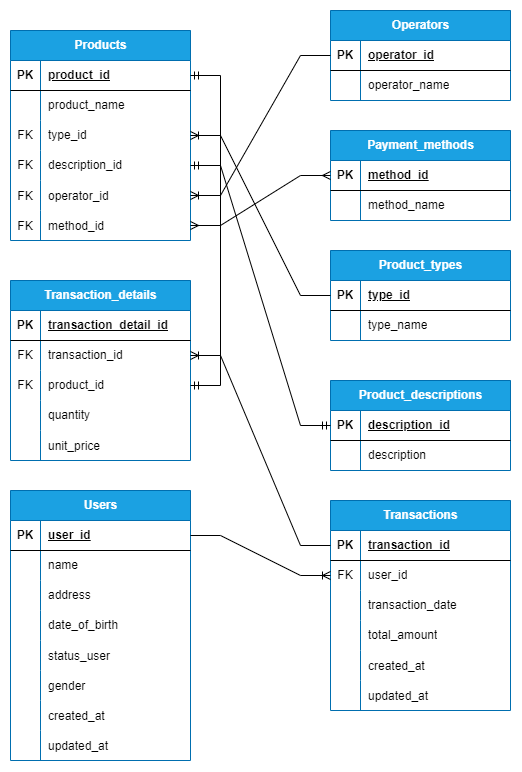 Products
PK product_id
product_name
FK type_id
FK description_id
FK operator_id
FK method_id
Transaction_details
PK transaction_detail_id
FK transaction_id
FK product_id
quantity
unit_price
Users
PK user_id
name
address
date_of_birth
status_user
gender
created_at
updated_at
Operators
PK operator_id
operator_name
Payment_methods
PK method_id
method_name
Product_types
PK type_id
type_name
Product_descriptions
PK description_id
description
Transactions
PK transaction_id
FK user_id
transaction_date
total_amount
created_at
updated_at